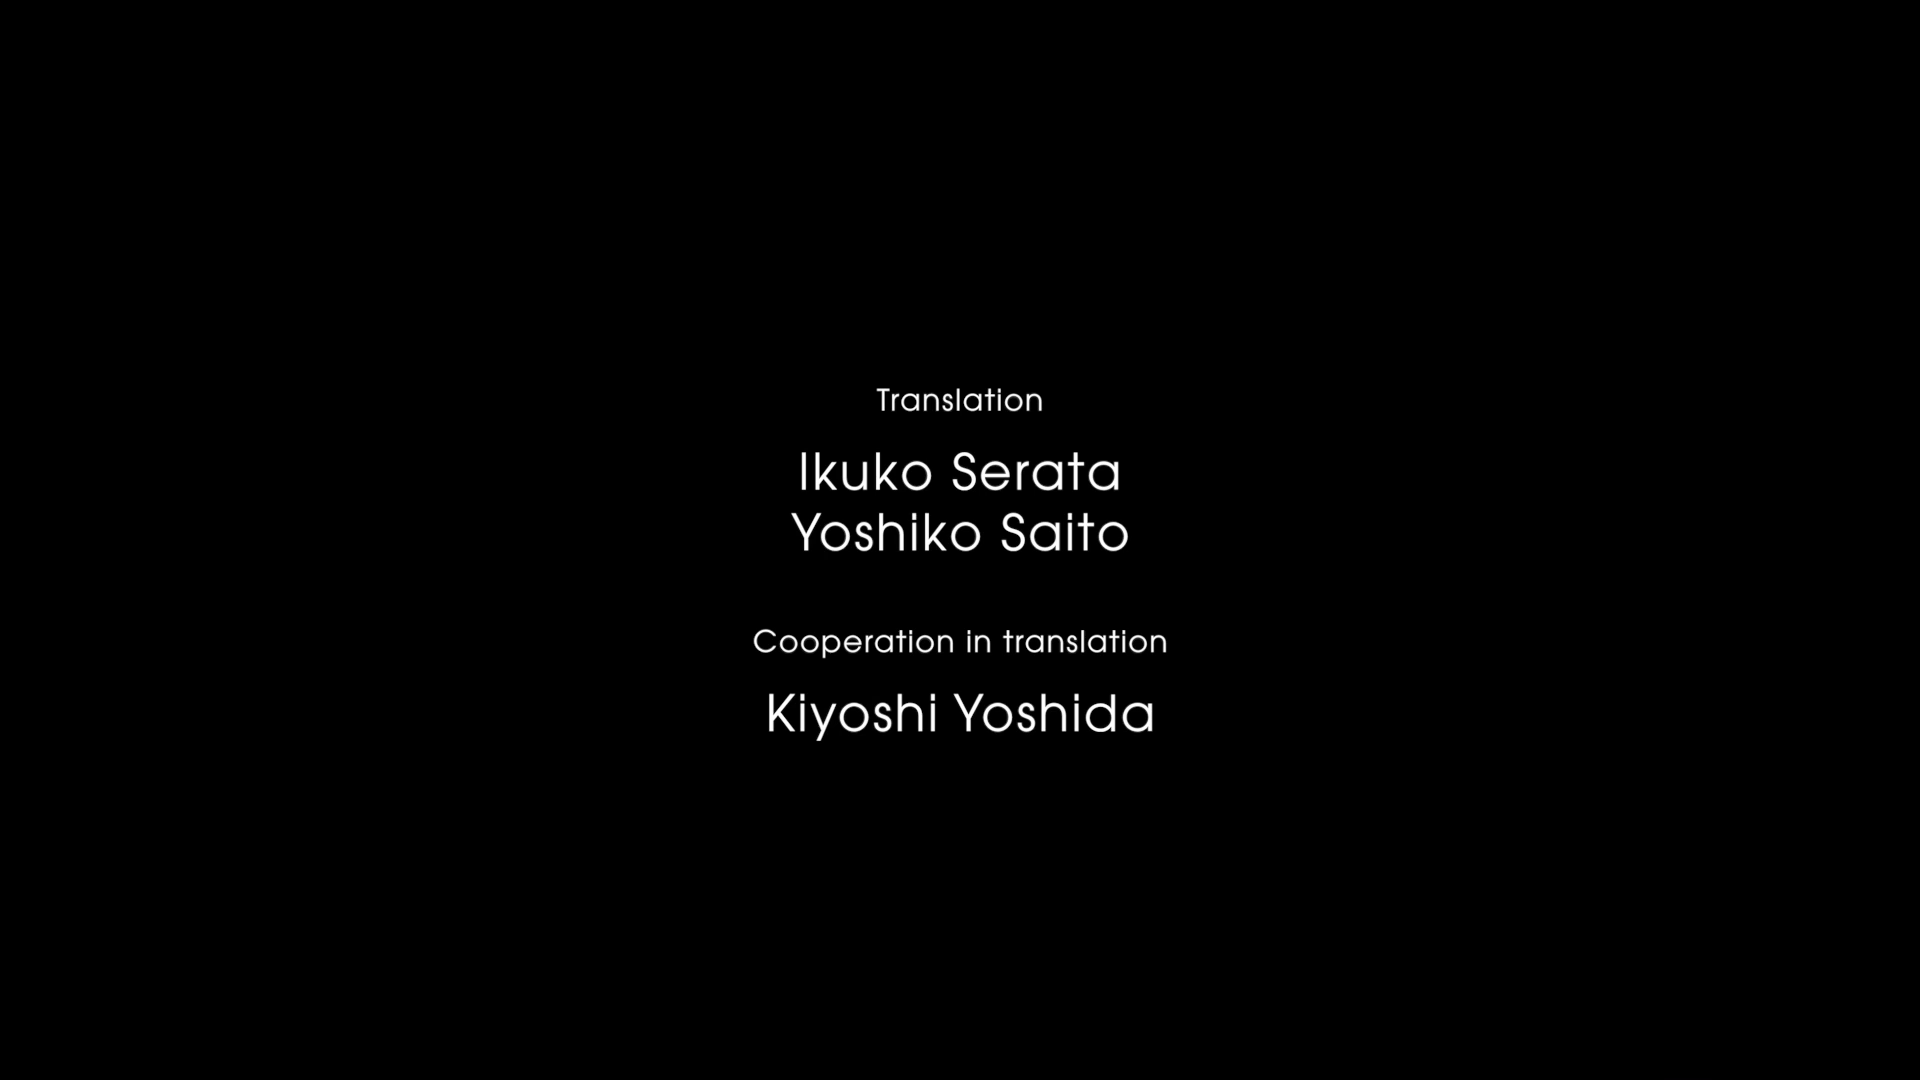 Translation
Ikuko Serata
Yoshiko Saito
Cooperation in translation
Kiyoshi Yoshida